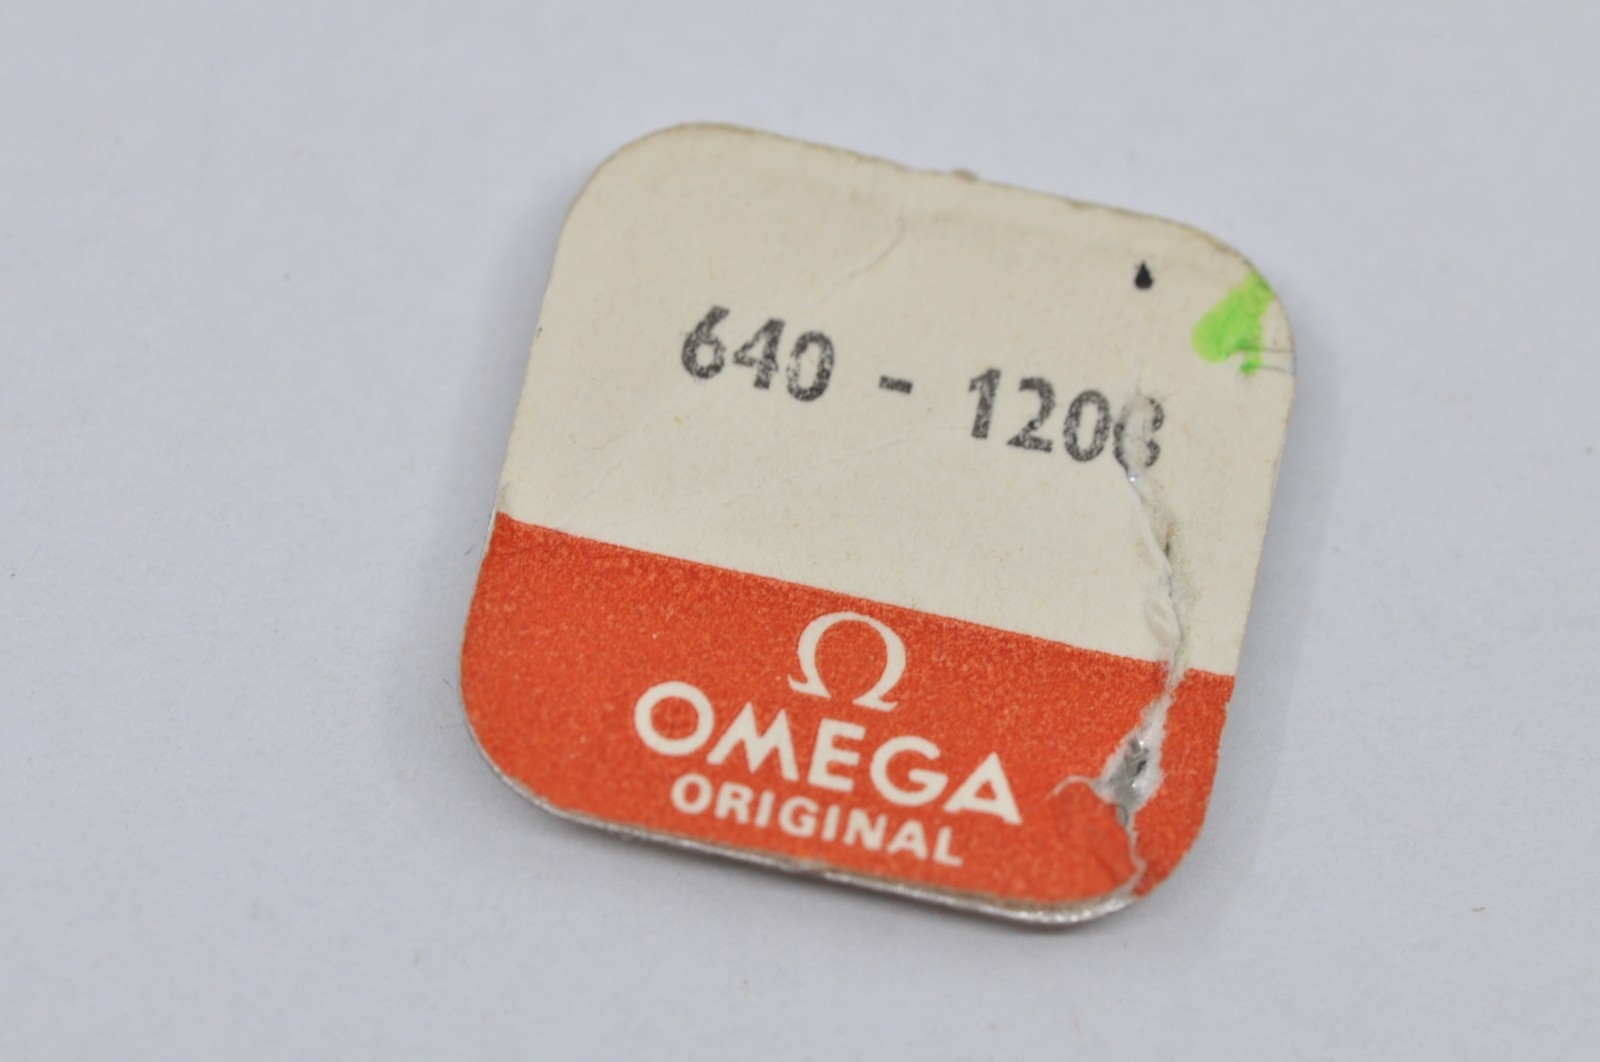 640 - 1208
Ω
OMEGA
ORIGINAL